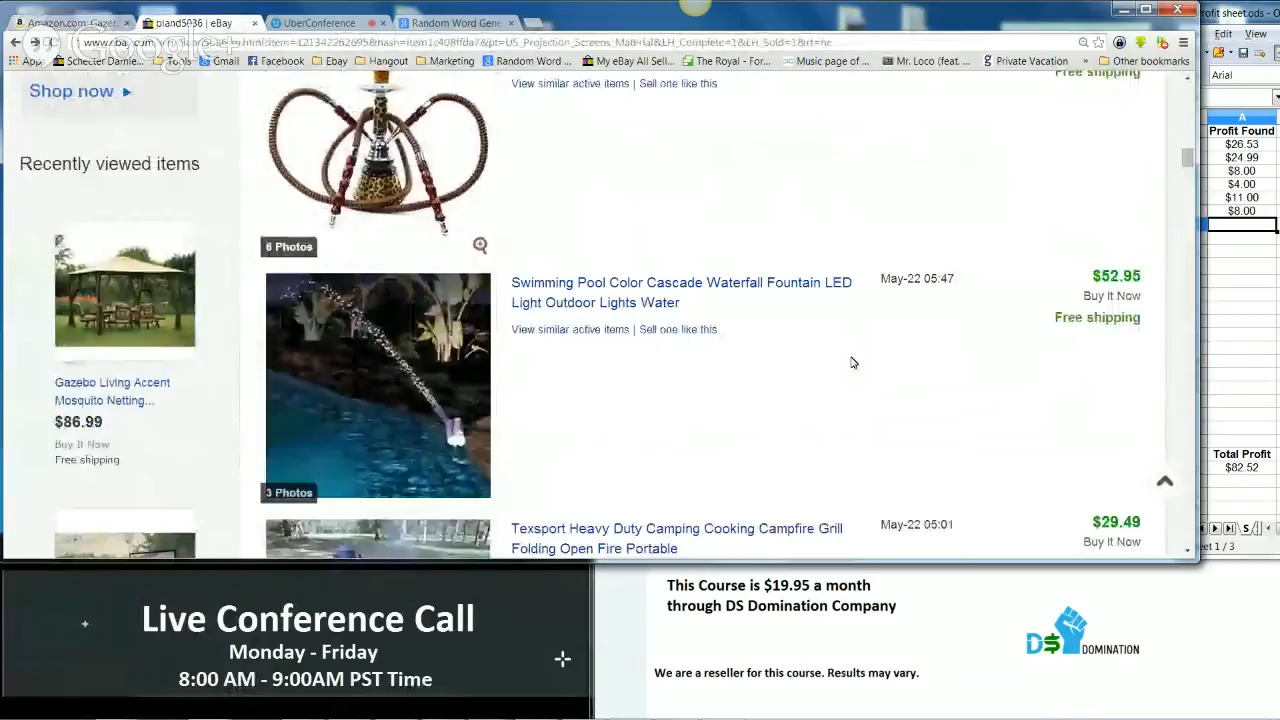 Amazon.com: Gazel
bland5036 | eBay
UberConference
Random Word Gene
Google+
Apps
Schecter Damie
Tools
Gmail
Facebook
Ebay
Hangout
Marketing
Random Word ...
My eBay All Sell...
The Royal - For...
Music page of ...
Mr. Loco (feat. ...
Private Vacation
»
Other bookmarks
Shop now
Recently viewed items
Gazebo Living Accent
Mosquito Netting...
$86.99
Buy It Now
Free shipping
View similar active items | Sell one like this
Free shipping
6 Photos
Swimming Pool Color Cascade Waterfall Fountain LED
Light Outdoor Lights Water
View similar active items | Sell one like this
May-22 05:47
$52.95
Buy It Now
Free shipping
3 Photos
Texsport Heavy Duty Camping Cooking Campfire Grill
Folding Open Fire Portable
May-22 05:01
$29.49
Buy It Now
rofit sheet.ods - O
Edit View
Arial
A
Profit Found
$26.53
$24.99
$8.00
$4.00
$11.00
$8.00
Total Profit
$82.52
eet 1 / 3
Live Conference Call
Monday - Friday
8:00 AM - 9:00AM PST Time
This Course is $19.95 a month
through DS Domination Company
D$ DOMINATION
We are a reseller for this course. Results may vary.